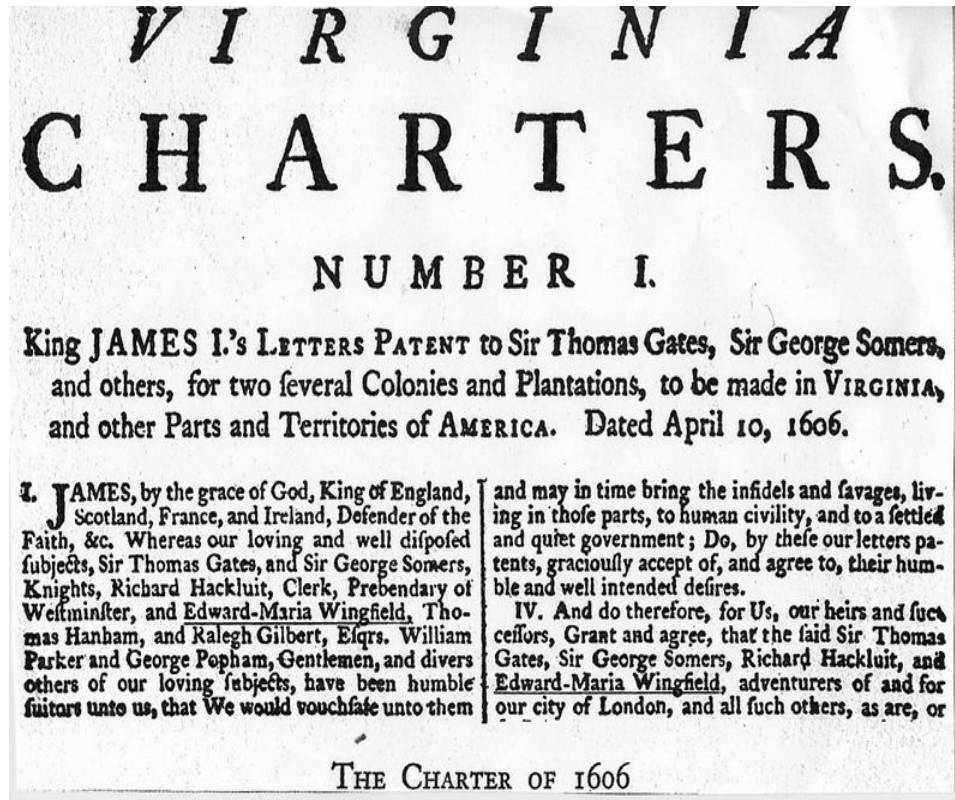 VIRGINIA
CHARTERS.
NUMBER I.
King JAMES I.'s LETTERS PATENT to Sir Thomas Gates, Sir George Somers,
and others, for two ſeveral Colonies and Plantations, to be made in VIRGINIA,
and other Parts and Territories of AMERICA. Dated April 10, 1606.
I. JAMES, by the grace of God, King of England,
Scotland, France, and Ireland, Defender of the
Faith, &c. Whereas our loving and well diſpoſed
ſubjects, Sir Thomas Gates, and Sir George Somers,
Knights, Richard Hackluit, Clerk, Prebendary of
Weſtminſter, and Edward-Maria Wingfield, Tho-
mas Hanham, and Ralegh Gilbert, Eſqrs. William
Parker and George Popham, Gentlemen, and divers
others of our loving ſubjects, have been humble
ſuitors unto us, that We would vouchſafe unto them
and may in time bring the infidels and ſavages, liv-
ing in thoſe parts, to human civility, and to a ſettled
and quiet government; Do, by theſe our letters pa-
tents, graciouſly accept of, and agree to, their hum-
ble and well intended deſires.
IV. And do therefore, for Us, our heirs and ſuc
ceſſors, Grant and agree, that the ſaid Sir Thomas
Gates, Sir George Somers, Richard Hackluit, and
Edward-Maria Wingfield, adventurers of and for
our city of London, and all ſuch others, as are, or
THE CHARTER OF 1606